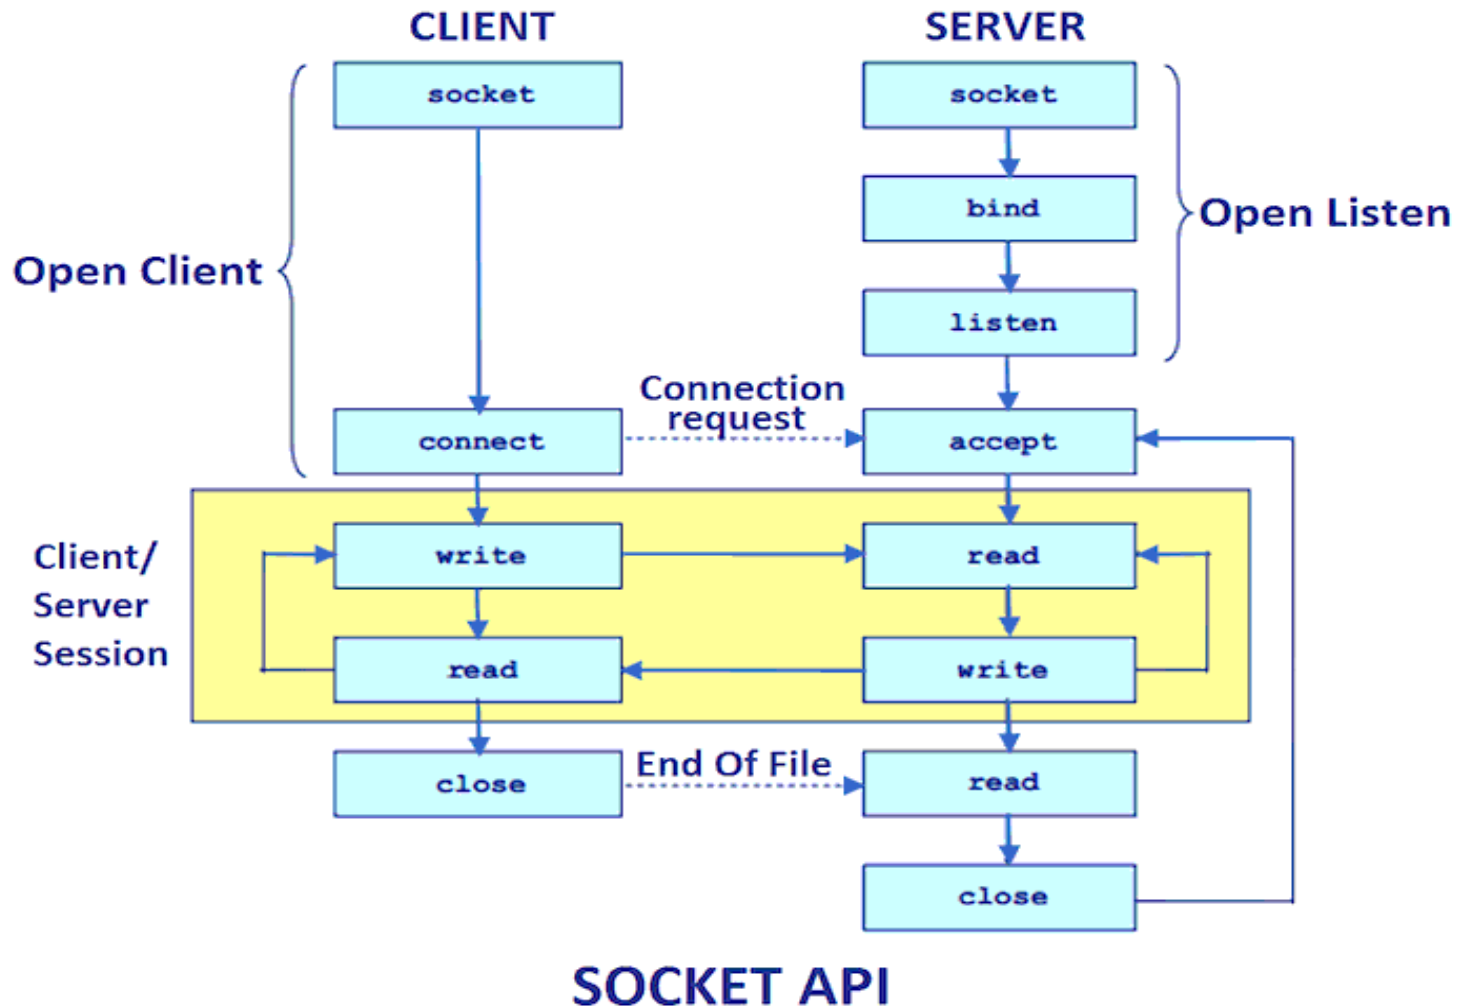 CLIENT
SERVER
socket
socket
bind
Open Listen
Open Client
listen
Connection
request
connect
accept
Client/
Server
Session
write
read
read
write
End Of File
close
read
close
SOCKET API